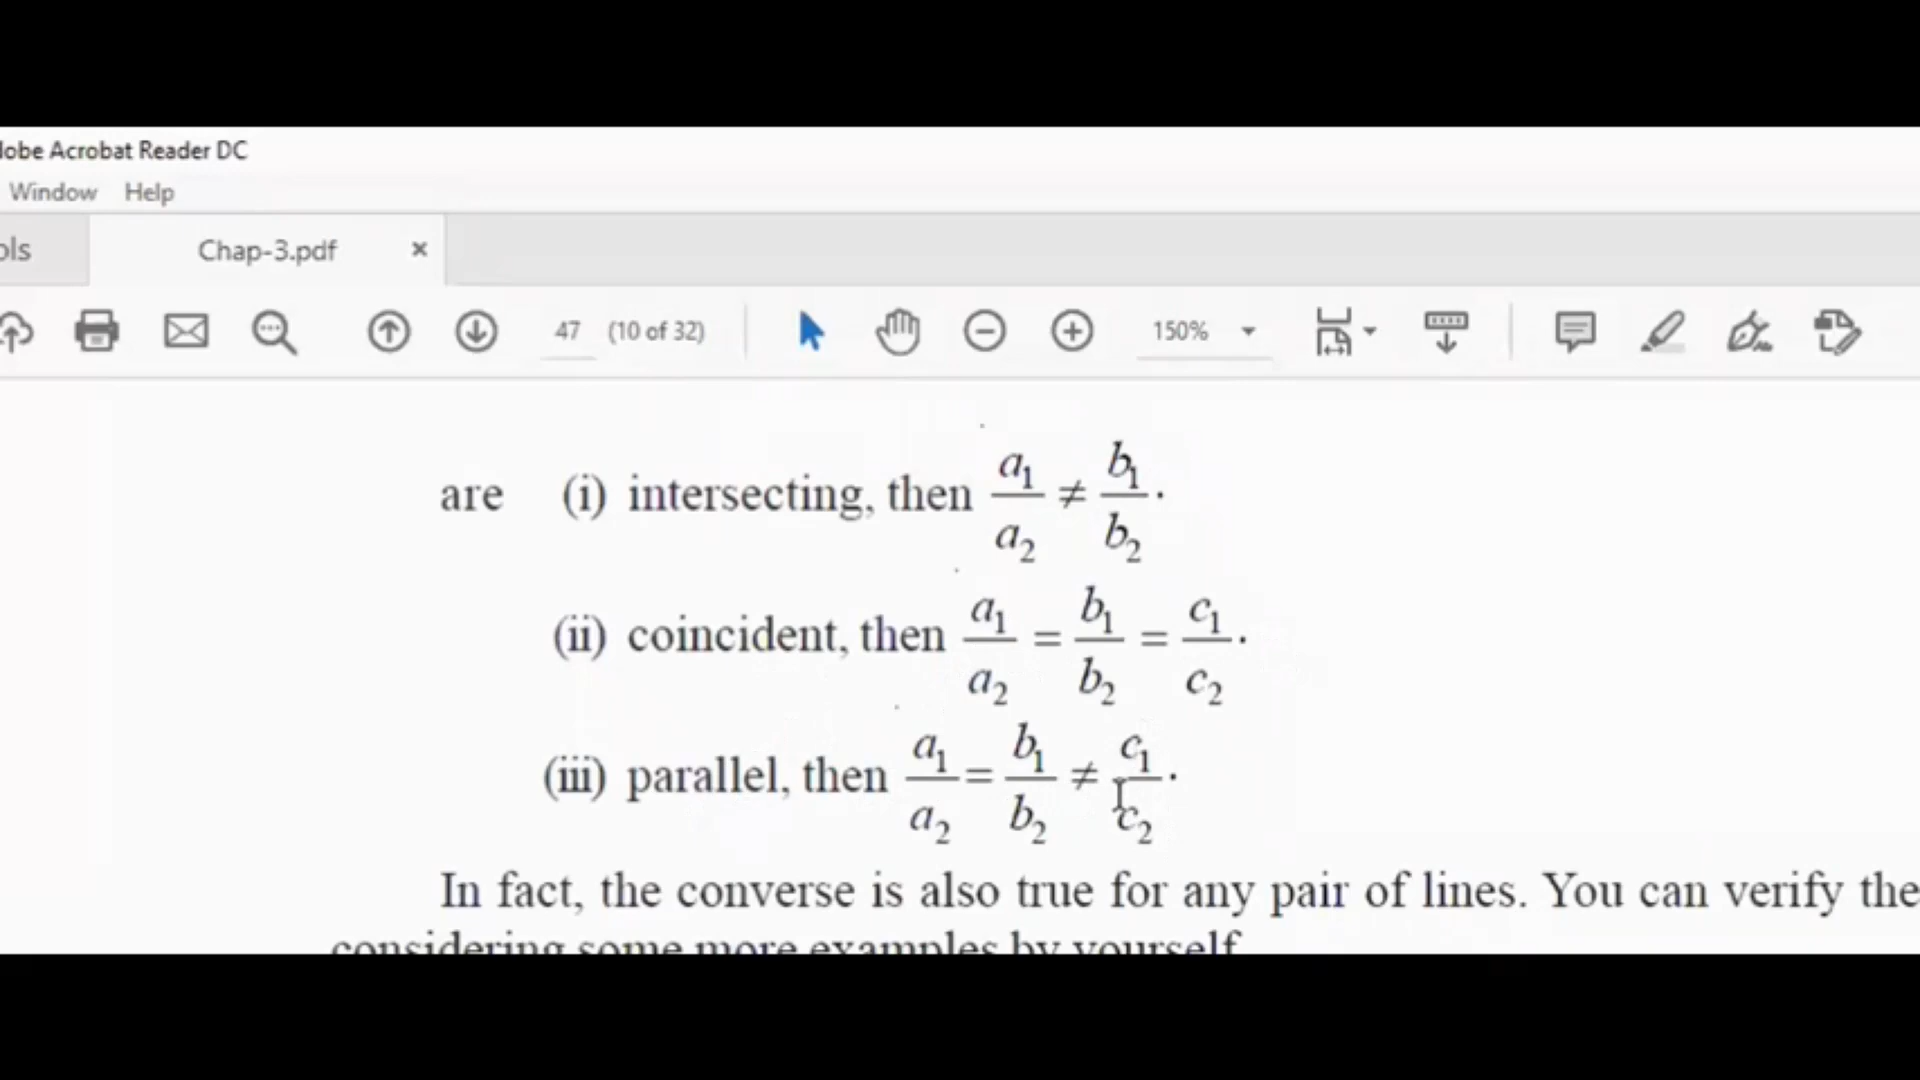 lobe Acrobat Reader DC
Window Help
ols Chap-3.pdf ×
47 (10 of 32) 150%
are (i) intersecting, then a₁/a₂ ≠ b₁/b₂.
(ii) coincident, then a₁/a₂ = b₁/b₂ = c₁/c₂.
(iii) parallel, then a₁/a₂ = b₁/b₂ ≠ c₁/c₂.
In fact, the converse is also true for any pair of lines. You can verify the
considering some more examples by yourself